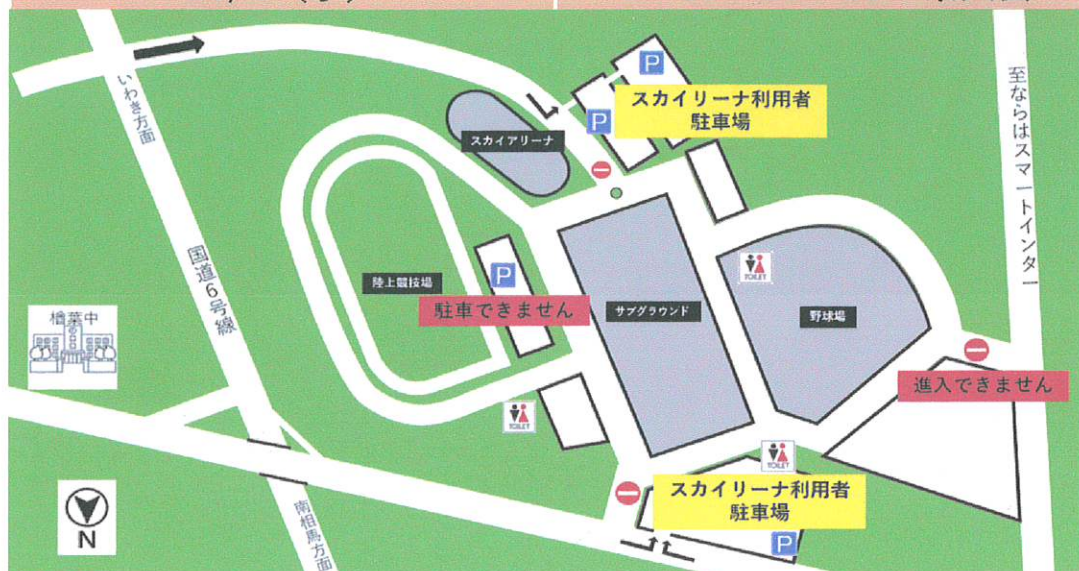 いわき方面
P
スカイリーナ利用者
駐車場
P
スカイアリーナ
至ならはスマートインター
国道6号線
陸上競技場
P
駐車できません
サブグラウンド
TOILET
野球場
楢葉中
進入できません
TOILET
TOILET
スカイリーナ利用者
駐車場
P
南相馬方面
N